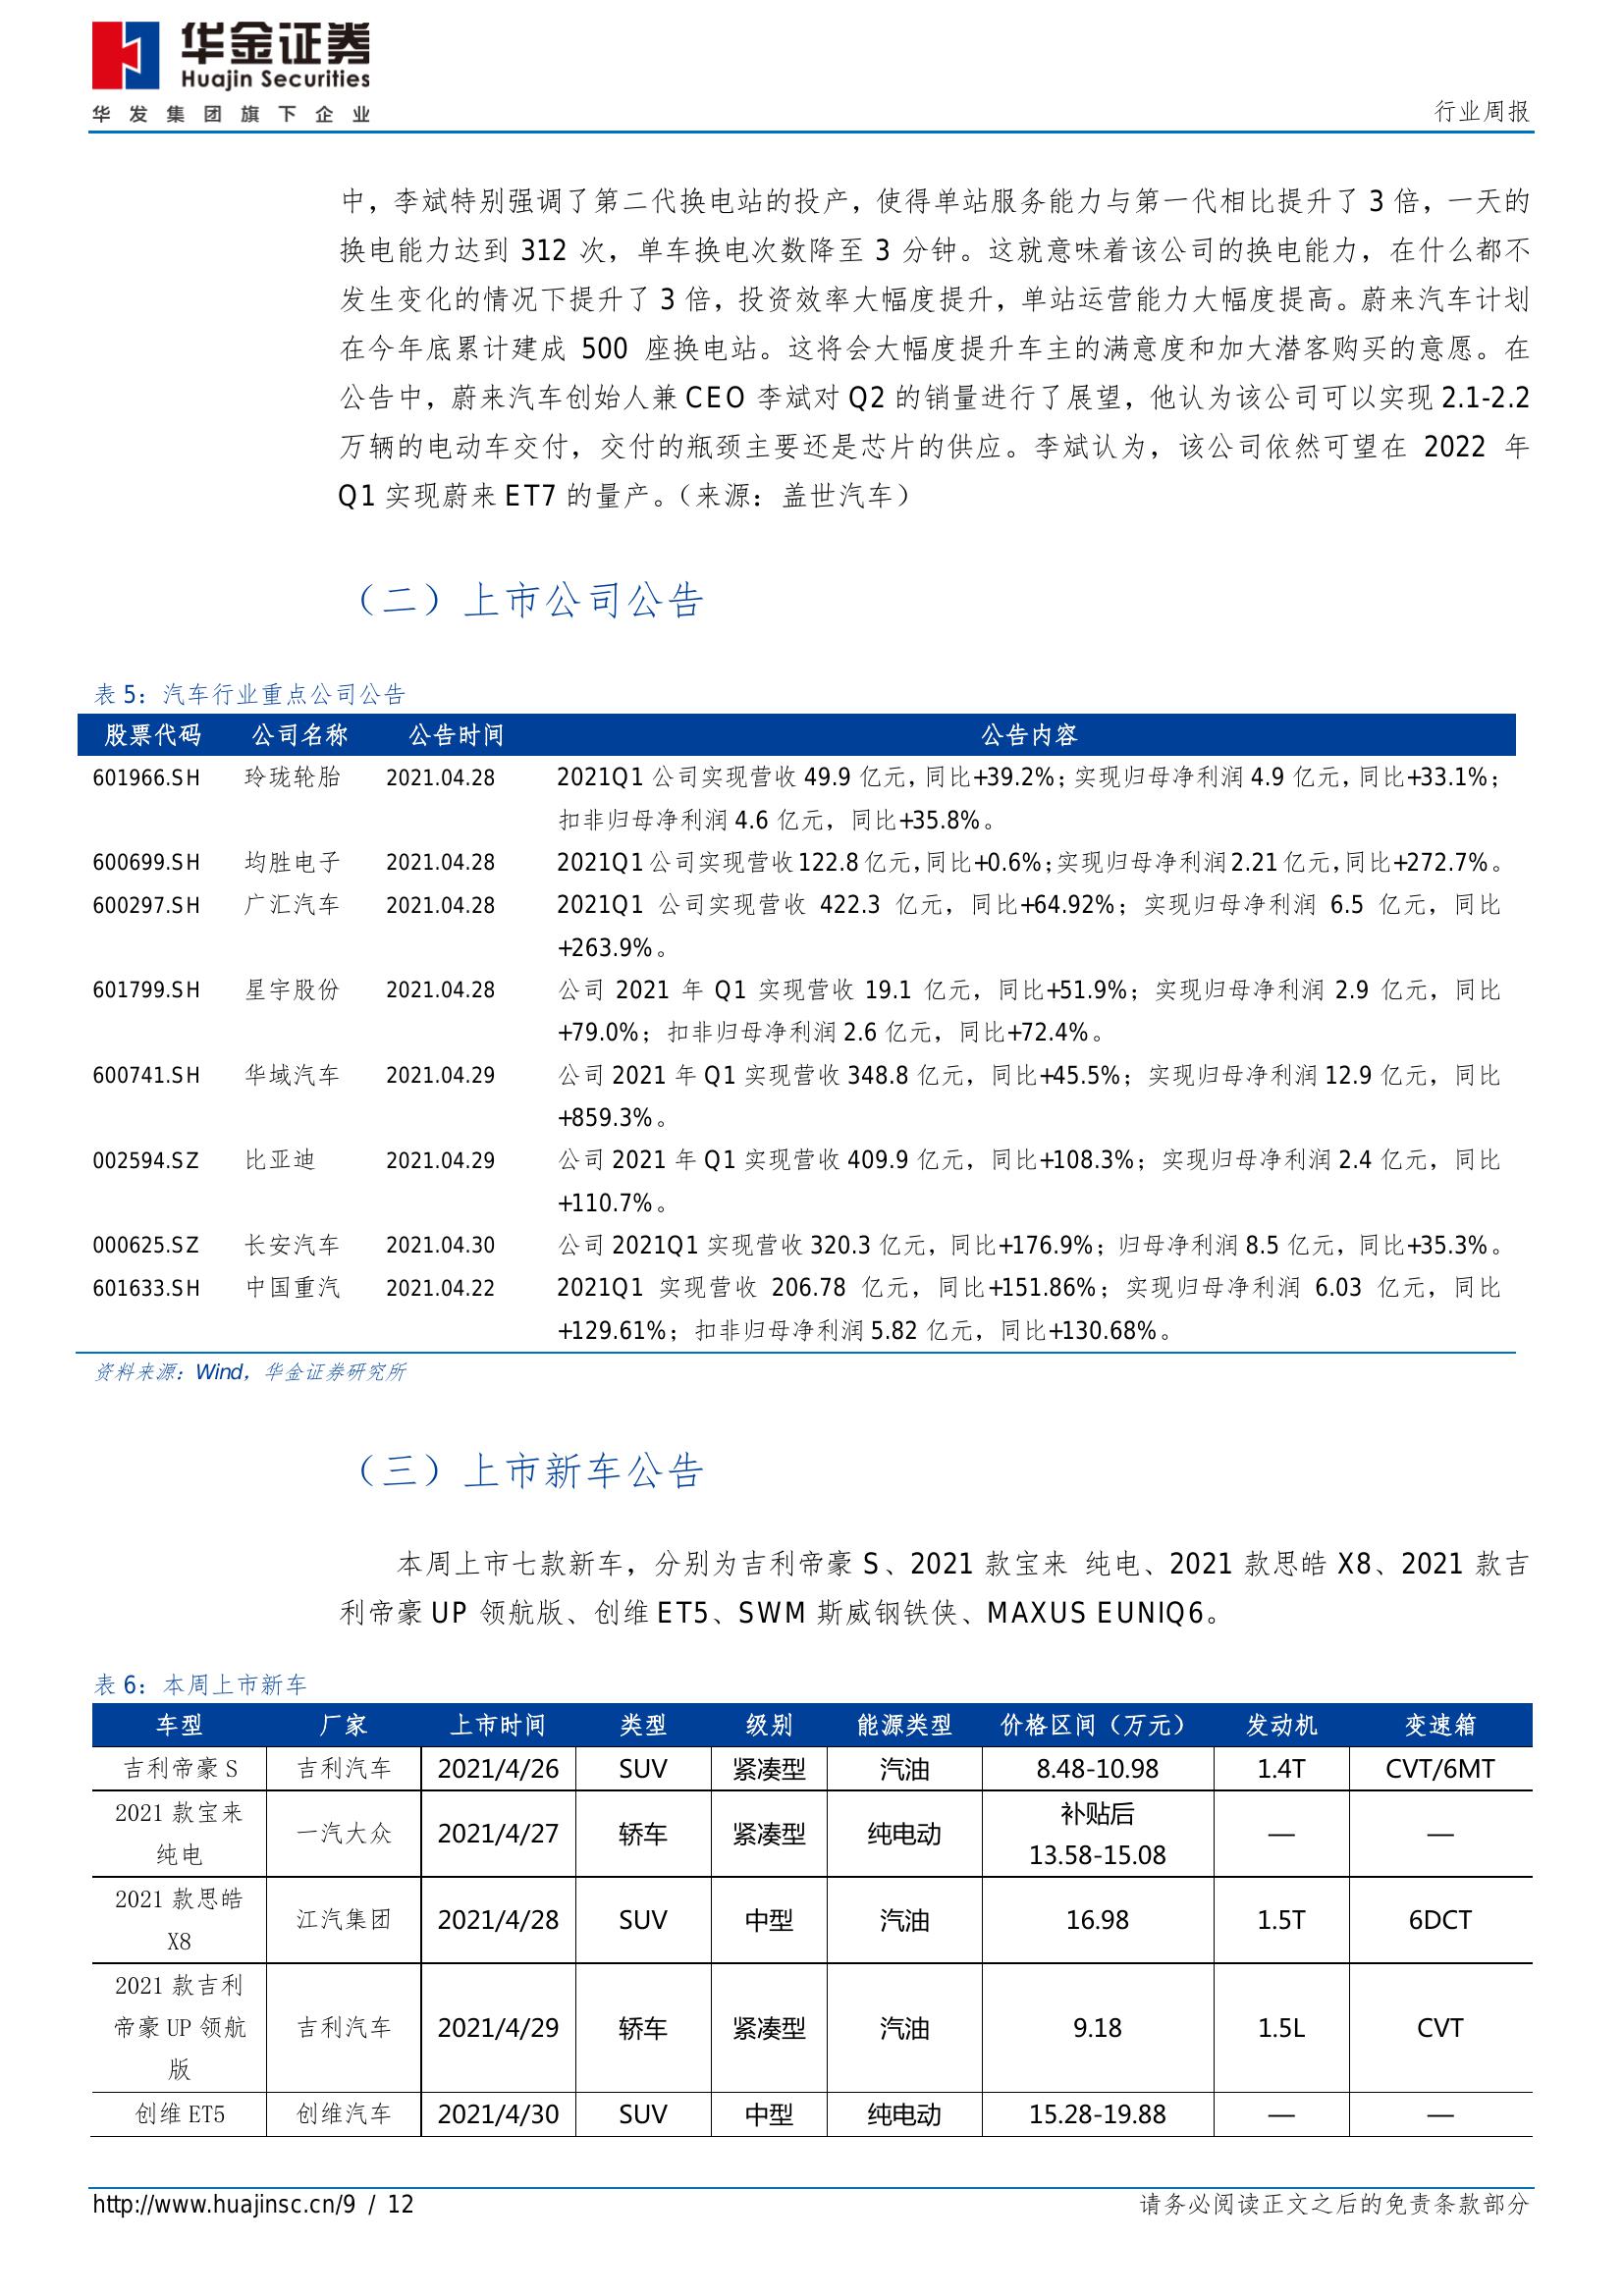 华金证券
Huajin Securities
华发集团旗下企业
行业周报
中，李斌特别强调了第二代换电站的投产，使得单站服务能力与第一代相比提升了 3 倍，一天的
换电能力达到 312 次，单车换电次数降至 3 分钟。这就意味着该公司的换电能力，在什么都不
发生变化的情况下提升了 3 倍，投资效率大幅度提升，单站运营能力大幅度提高。蔚来汽车计划
在今年底累计建成 500 座换电站。这将会大幅度提升车主的满意度和加大潜客购买的意愿。在
公告中，蔚来汽车创始人兼 CEO 李斌对 Q2 的销量进行了展望，他认为该公司可以实现 2.1-2.2
万辆的电动车交付，交付的瓶颈主要还是芯片的供应。李斌认为，该公司依然可望在 2022 年
Q1 实现蔚来 ET7 的量产。（来源：盖世汽车）
（二）上市公司公告
表 5：汽车行业重点公司公告
股票代码 公司名称 公告时间 公告内容
601966.SH 玲珑轮胎 2021.04.28 2021Q1 公司实现营收 49.9 亿元，同比+39.2%；实现归母净利润 4.9 亿元，同比+33.1%；
扣非归母净利润 4.6 亿元，同比+35.8%。
600699.SH 均胜电子 2021.04.28 2021Q1 公司实现营收 122.8 亿元，同比+0.6%；实现归母净利润 2.21 亿元，同比+272.7%。
600297.SH 广汇汽车 2021.04.28 2021Q1 公司实现营收 422.3 亿元，同比+64.92%；实现归母净利润 6.5 亿元，同比
+263.9%。
601799.SH 星宇股份 2021.04.28 公司 2021 年 Q1 实现营收 19.1 亿元，同比+51.9%；实现归母净利润 2.9 亿元，同比
+79.0%；扣非归母净利润 2.6 亿元，同比+72.4%。
600741.SH 华域汽车 2021.04.29 公司 2021 年 Q1 实现营收 348.8 亿元，同比+45.5%；实现归母净利润 12.9 亿元，同比
+859.3%。
002594.SZ 比亚迪 2021.04.29 公司 2021 年 Q1 实现营收 409.9 亿元，同比+108.3%；实现归母净利润 2.4 亿元，同比
+110.7%。
000625.SZ 长安汽车 2021.04.30 公司 2021Q1 实现营收 320.3 亿元，同比+176.9%；归母净利润 8.5 亿元，同比+35.3%。
601633.SH 中国重汽 2021.04.22 2021Q1 实现营收 206.78 亿元，同比+151.86%；实现归母净利润 6.03 亿元，同比
+129.61%；扣非归母净利润 5.82 亿元，同比+130.68%。
资料来源：Wind，华金证券研究所
（三）上市新车公告
本周上市七款新车，分别为吉利帝豪 S、2021 款宝来 纯电、2021 款思皓 X8、2021 款吉
利帝豪 UP 领航版、创维 ET5、SWM 斯威钢铁侠、MAXUS EUNIQ6。
表 6：本周上市新车
车型 厂家 上市时间 类型 级别 能源类型 价格区间（万元） 发动机 变速箱
吉利帝豪 S 吉利汽车 2021/4/26 SUV 紧凑型 汽油 8.48-10.98 1.4T CVT/6MT
2021 款宝来
纯电 一汽大众 2021/4/27 轿车 紧凑型 纯电动 补贴后
13.58-15.08 — —
2021 款思皓
X8 江汽集团 2021/4/28 SUV 中型 汽油 16.98 1.5T 6DCT
2021 款吉利
帝豪 UP 领航
版 吉利汽车 2021/4/29 轿车 紧凑型 汽油 9.18 1.5L CVT
创维 ET5 创维汽车 2021/4/30 SUV 中型 纯电动 15.28-19.88 — —
http://www.huajinsc.cn/9 / 12
请务必阅读正文之后的免责条款部分